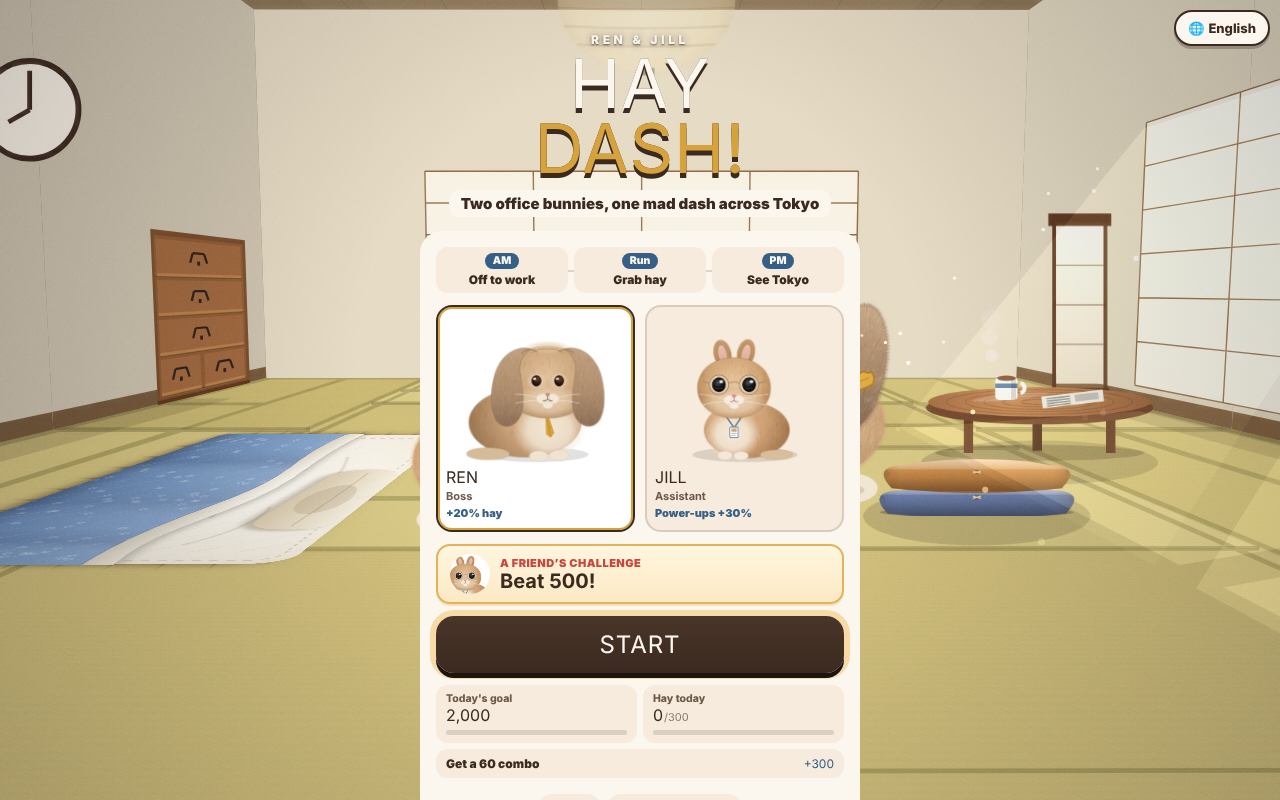 🌐 English
REN & JILL
HAY
DASH!
Two office bunnies, one mad dash across Tokyo
AM
Off to work
Run
Grab hay
PM
See Tokyo
REN
Boss
+20% hay
JILL
Assistant
Power-ups +30%
A FRIEND’S CHALLENGE
Beat 500!
START
Today's goal
2,000
Hay today
0/300
Get a 60 combo
+300